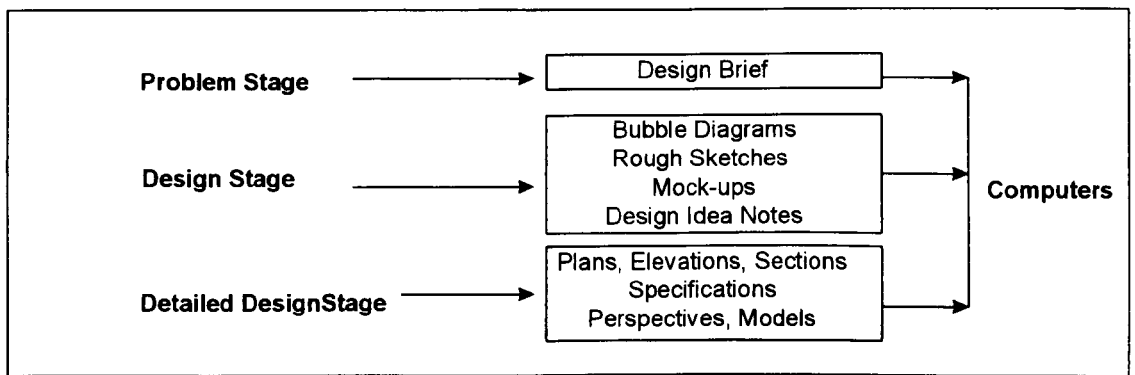 Problem Stage
Design Brief
Design Stage
Bubble Diagrams
Rough Sketches
Mock-ups
Design Idea Notes
Computers
Detailed DesignStage
Plans, Elevations, Sections
Specifications
Perspectives, Models